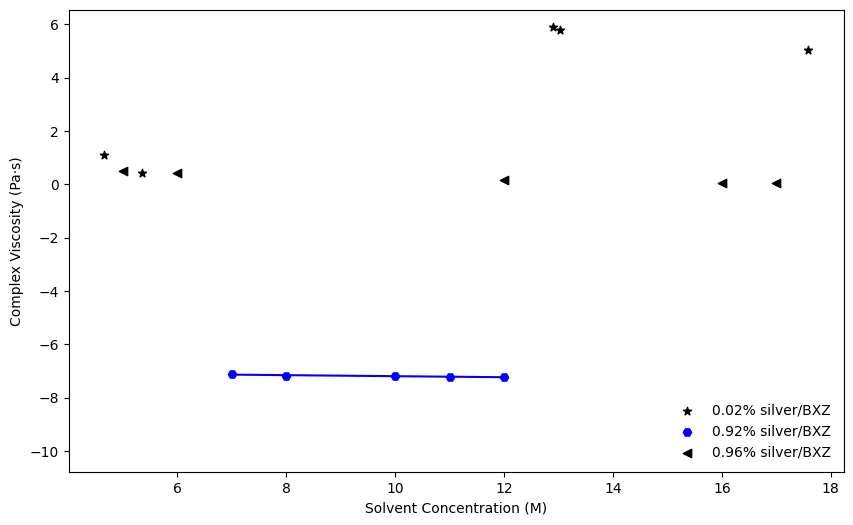 6
4
2
0
−2
−4
−6
−8
−10
Complex Viscosity (Pa·s)
6 8 10 12 14 16 18
Solvent Concentration (M)
0.02% silver/BXZ
0.92% silver/BXZ
0.96% silver/BXZ